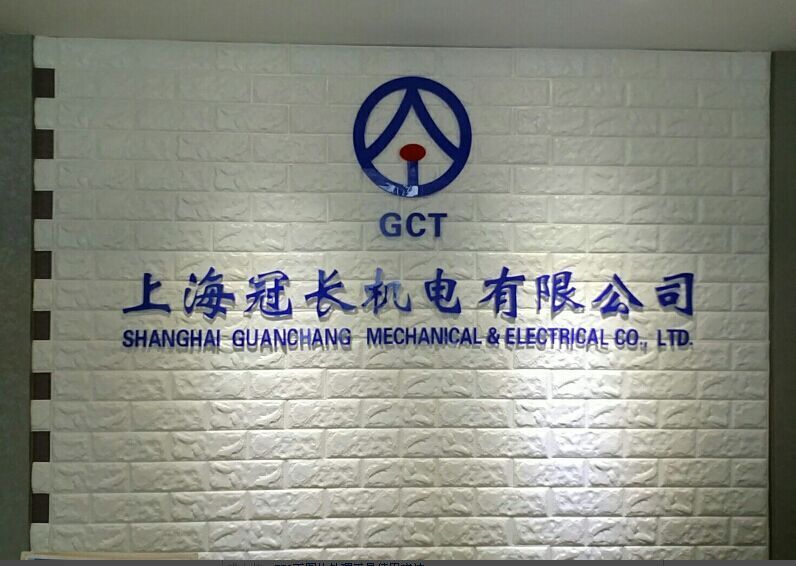 GCT
上海冠长机电有限公司
SHANGHAI GUANCHANG MECHANICAL & ELECTRICAL CO., LTD.